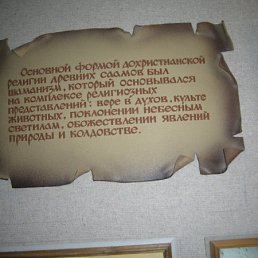 Основной формой дохристианской
религии древних саамов был
шаманизм, который основывался
на комплексе религиозных
представлений: вере в духов, культе
животных, поклонении небесным
светилам, обожествлении явлений
природы и колдовстве.